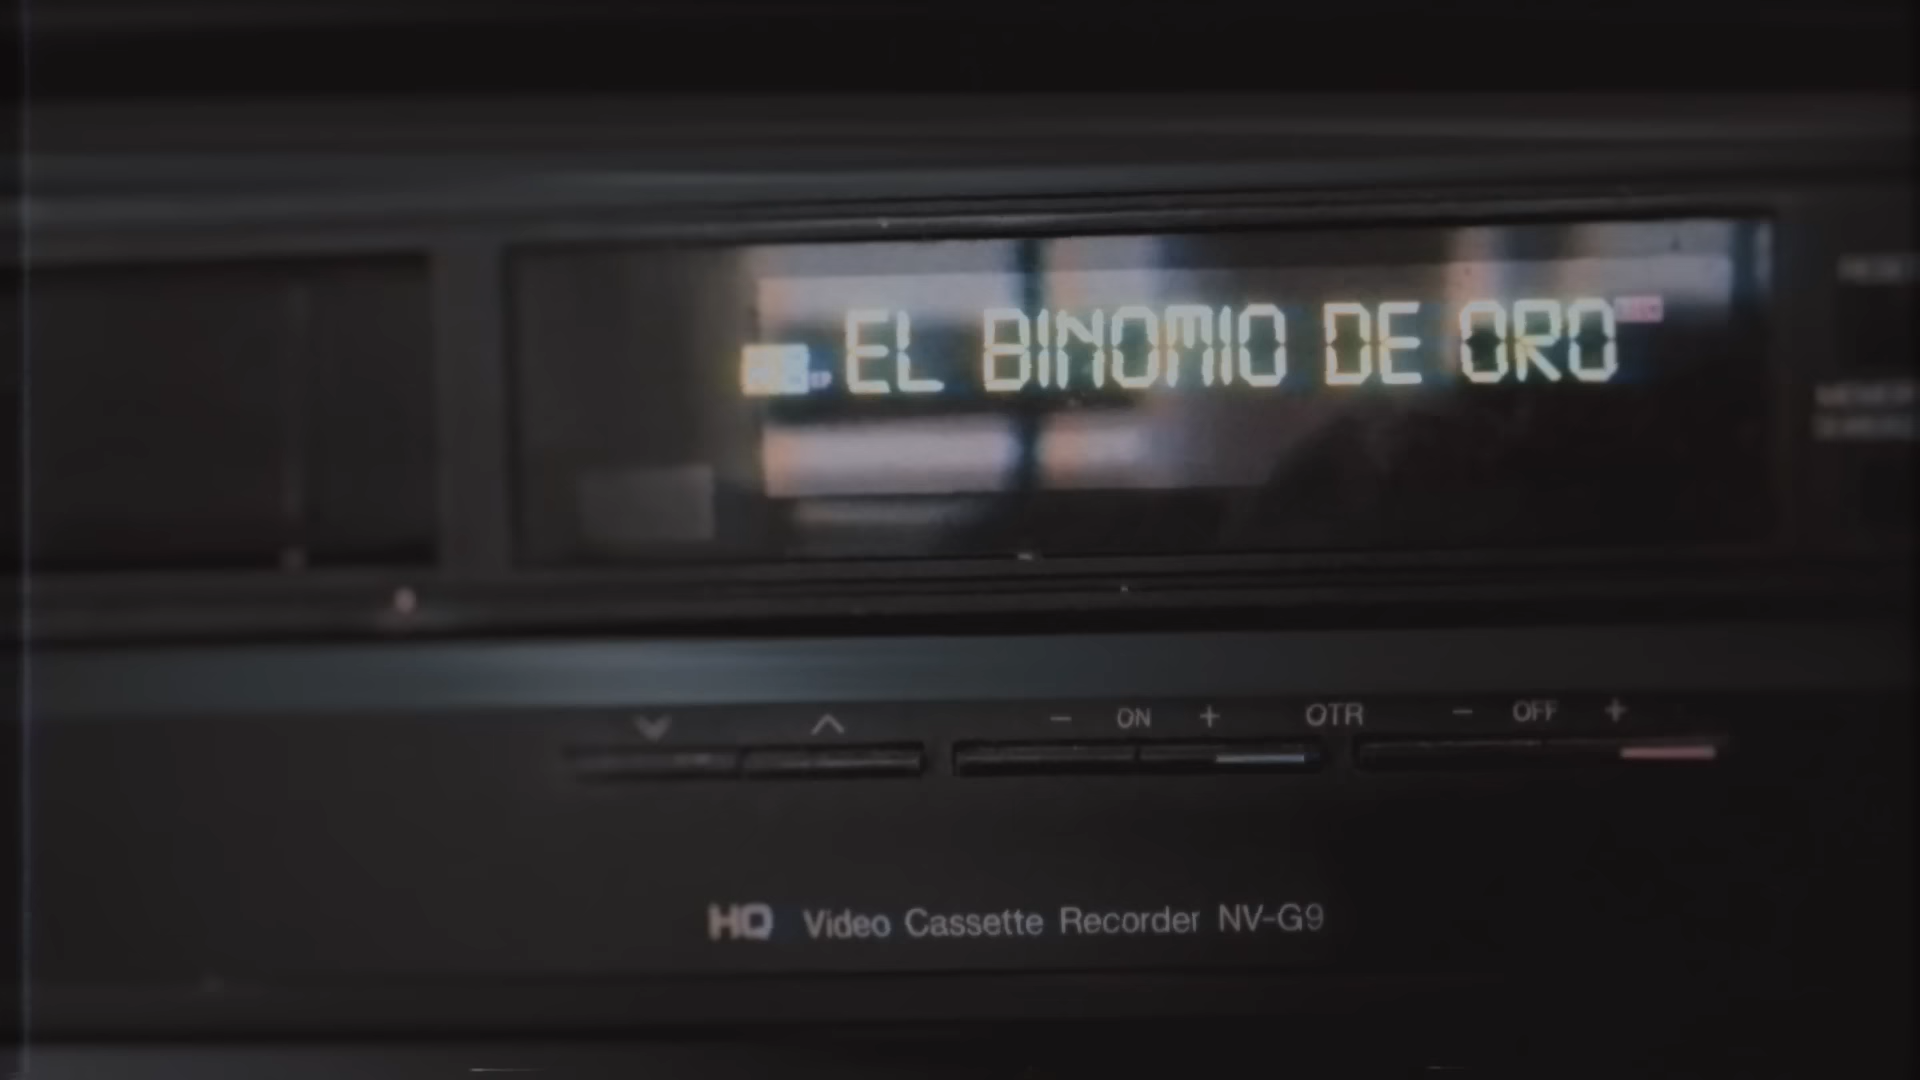 EL BINOMIO DE ORO
− ON + OTR − OFF +
HQ Video Cassette Recorder NV-G9